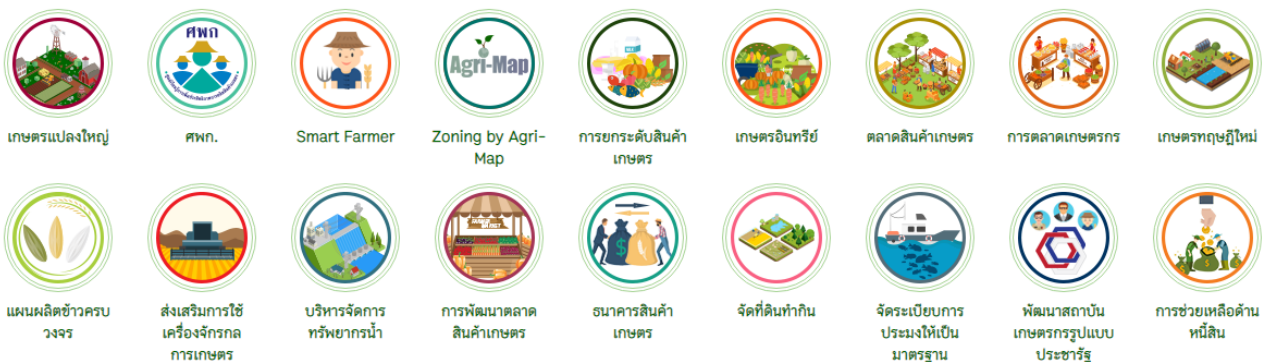 ศพก
Agri-Map
เกษตรแปลงใหญ่
ศพก.
Smart Farmer
Zoning by Agri-
Map
การยกระดับสินค้า
เกษตร
เกษตรอินทรีย์
ตลาดสินค้าเกษตร
การตลาดเกษตรกร
เกษตรทฤษฎีใหม่
แผนผลิตข้าวครบ
วงจร
ส่งเสริมการใช้
เครื่องจักรกล
การเกษตร
บริหารจัดการ
ทรัพยากรน้ำ
การพัฒนาตลาด
สินค้าเกษตร
ธนาคารสินค้า
เกษตร
จัดที่ดินทำกิน
จัดระเบียบการ
ประมงให้เป็น
มาตรฐาน
พัฒนาสถาบัน
เกษตรกรรูปแบบ
ประชารัฐ
การช่วยเหลือด้าน
หนี้สิน